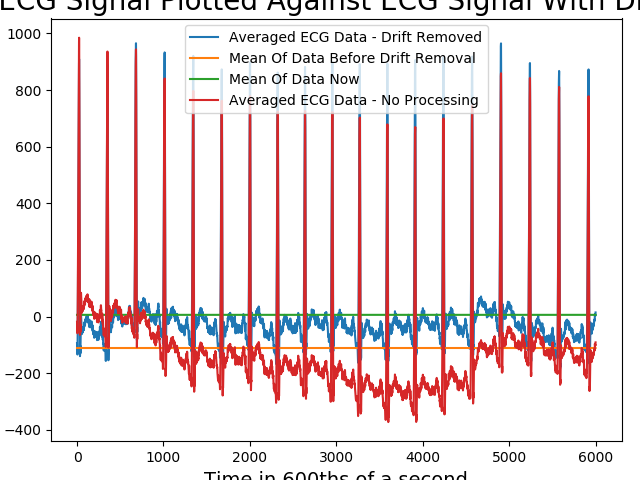 ECG Signal Plotted Against ECG Signal With
Averaged ECG Data - Drift Removed
Mean Of Data Before Drift Removal
Mean Of Data Now
Averaged ECG Data - No Processing
1000
800
600
400
200
0
−200
−400
0 1000 2000 3000 4000 5000 6000
Time in 600ths of a second